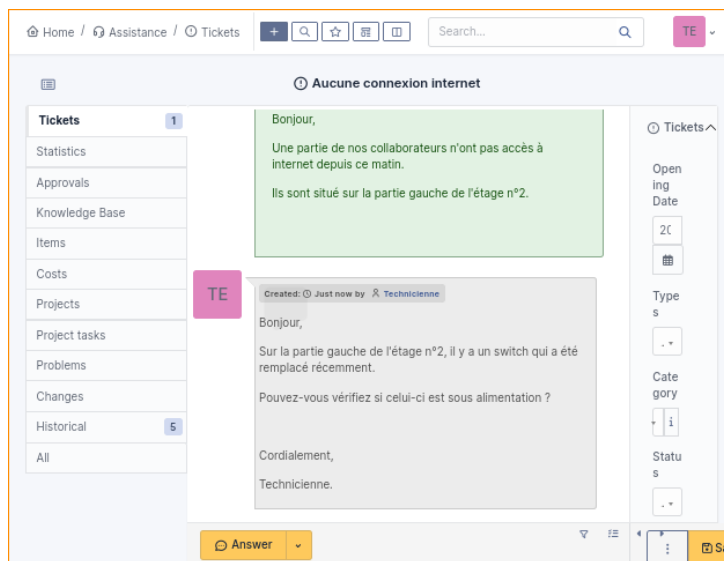 Home / Assistance / Tickets
Search...
TE
Aucune connexion internet
Tickets 1
Statistics
Approvals
Knowledge Base
Items
Costs
Projects
Project tasks
Problems
Changes
Historical 5
All
Bonjour,
Une partie de nos collaborateurs n'ont pas accès à
internet depuis ce matin.
Ils sont situé sur la partie gauche de l'étage n°2.
TE
Created: Just now by Technicienne
Bonjour,
Sur la partie gauche de l'étage n°2, il y a un switch qui a été
remplacé récemment.
Pouvez-vous vérifiez si celui-ci est sous alimentation ?
Cordialement,
Technicienne.
Answer
Tickets
Open
ing
Date
Type
s
Cate
gory
i
Statu
s